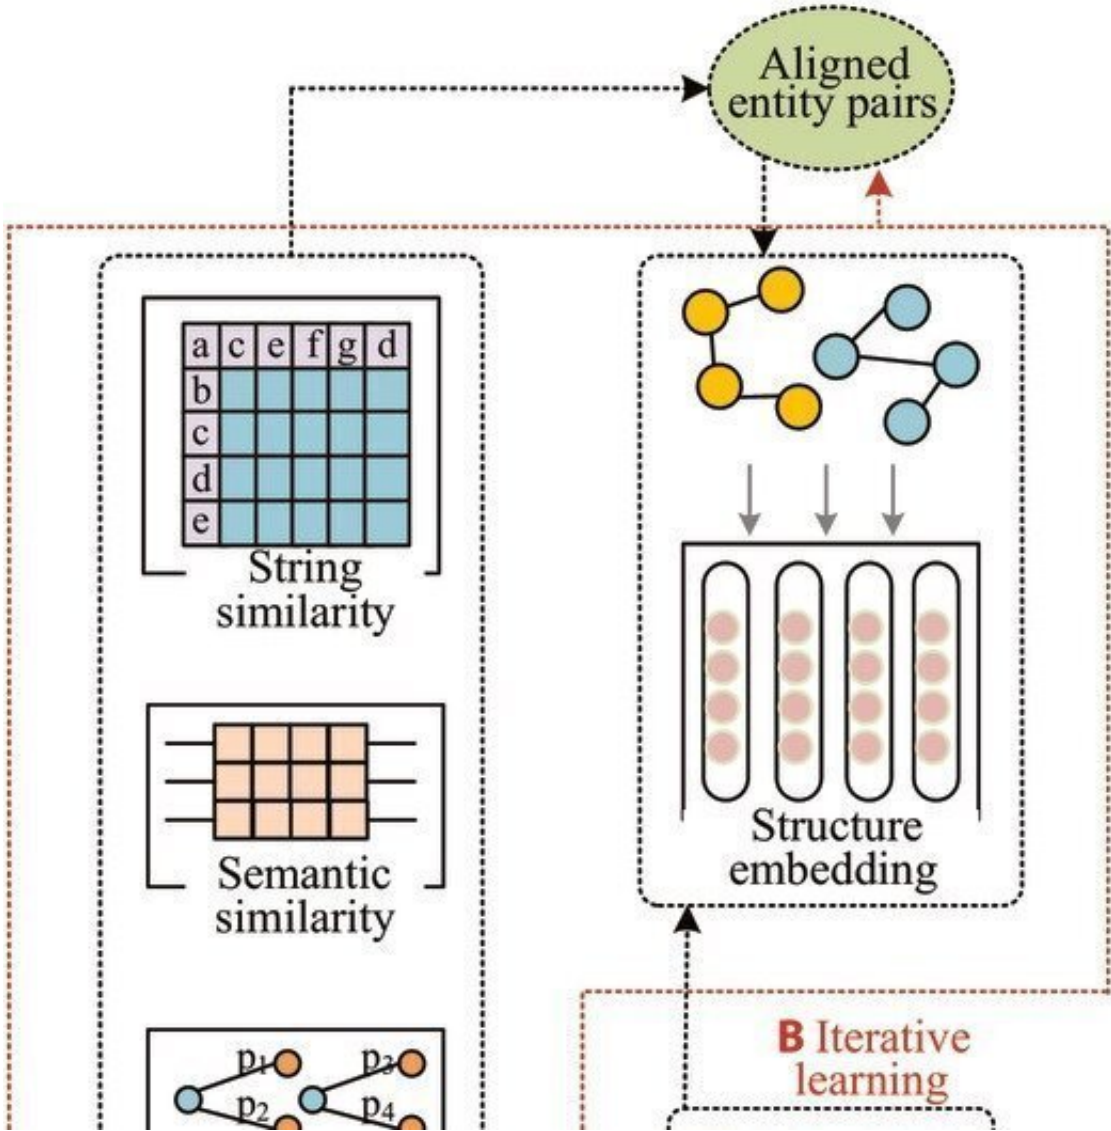 Aligned
entity pairs
a c e f g d
b
c
d
e
String
similarity
Semantic
similarity
p1 p3
p2 p4
Structure
embedding
B Iterative
learning